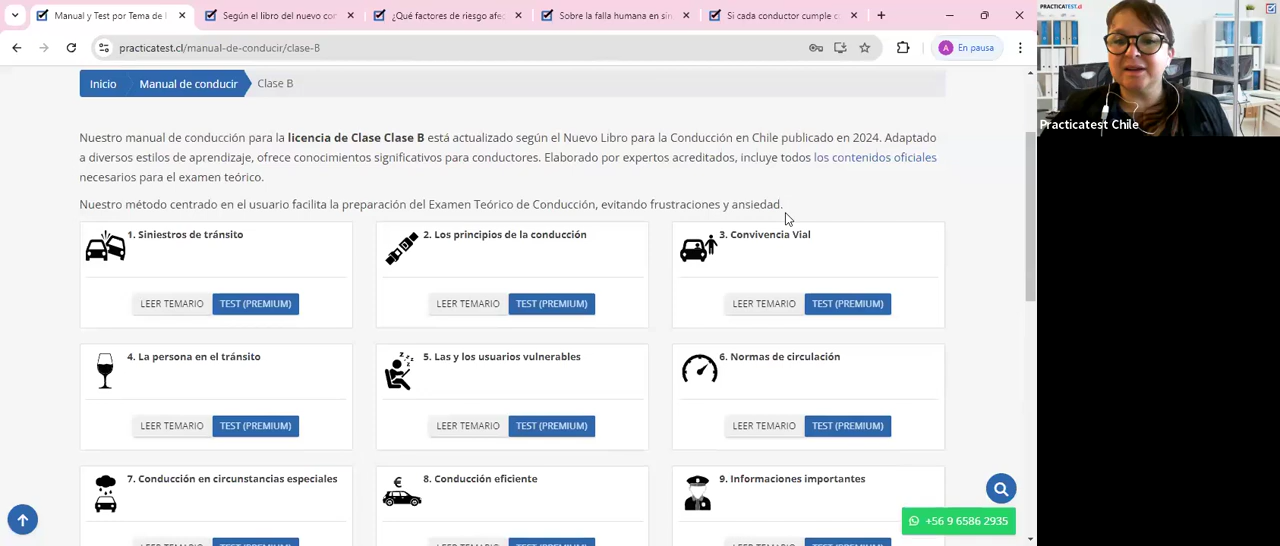 Manual y Test por Tema de l
Según el libro del nuevo con
¿Qué factores de riesgo afec
Sobre la falla humana en sin
Si cada conductor cumple co
practicatest.cl/manual-de-conducir/clase-B
A En pausa
PRACTICATEST.cl
Practicatest Chile
Inicio Manual de conducir Clase B
Nuestro manual de conducción para la licencia de clase Clase B está actualizado según el Nuevo Libro para la Conducción en Chile publicado en 2024. Adaptado
a diversos estilos de aprendizaje, ofrece conocimientos significativos para conductores. Elaborado por expertos acreditados, incluye todos los contenidos oficiales
necesarios para el examen teórico.
Nuestro método centrado en el usuario facilita la preparación del Examen Teórico de Conducción, evitando frustraciones y ansiedad.
1. Siniestros de tránsito
LEER TEMARIO TEST (PREMIUM)
2. Los principios de la conducción
LEER TEMARIO TEST (PREMIUM)
3. Convivencia Vial
LEER TEMARIO TEST (PREMIUM)
4. La persona en el tránsito
LEER TEMARIO TEST (PREMIUM)
5. Las y los usuarios vulnerables
LEER TEMARIO TEST (PREMIUM)
6. Normas de circulación
LEER TEMARIO TEST (PREMIUM)
7. Conducción en circunstancias especiales
8. Conducción eficiente
9. Informaciones importantes
+56 9 6586 2935